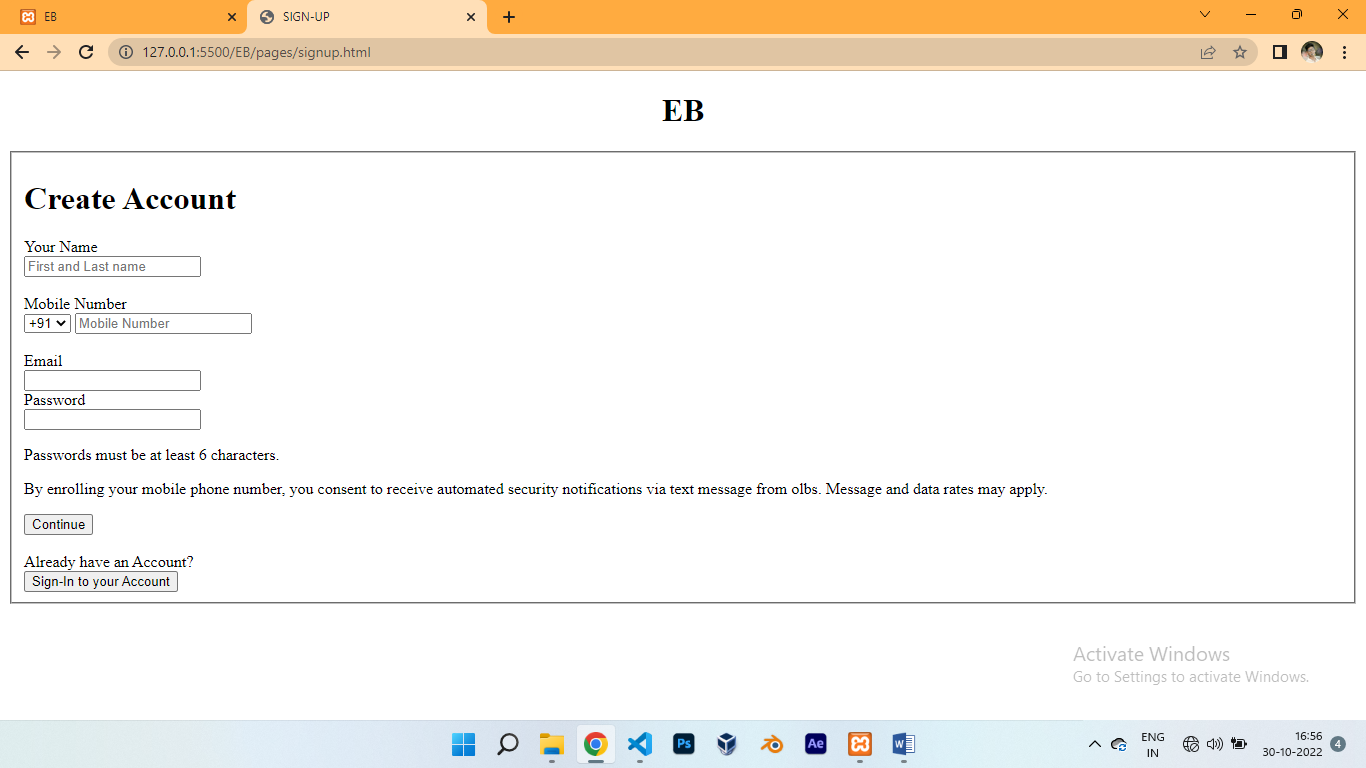 EB
SIGN-UP
127.0.0.1:5500/EB/pages/signup.html
EB
Create Account
Your Name
First and Last name
Mobile Number
+91 Mobile Number
Email
Password
Passwords must be at least 6 characters.
By enrolling your mobile phone number, you consent to receive automated security notifications via text message from olbs. Message and data rates may apply.
Continue
Already have an Account?
Sign-In to your Account
Activate Windows
Go to Settings to activate Windows.
Ps
Ae
W
ENG
IN
16:56
30-10-2022
4